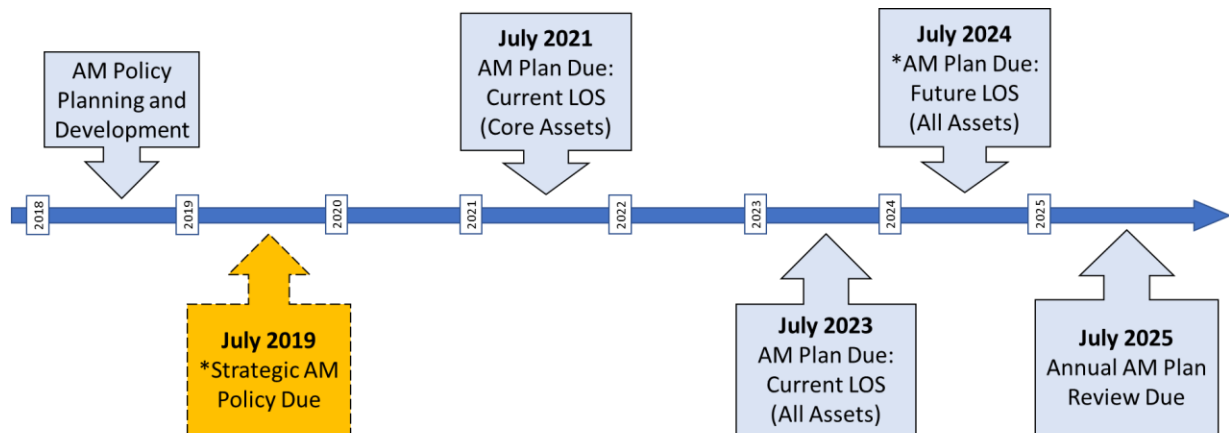 AM Policy
Planning and
Development
July 2021
AM Plan Due:
Current LOS
(Core Assets)
July 2024
*AM Plan Due:
Future LOS
(All Assets)
2018
2019
2020
2021
2022
2023
2024
2025
July 2019
*Strategic AM
Policy Due
July 2023
AM Plan Due:
Current LOS
(All Assets)
July 2025
Annual AM Plan
Review Due